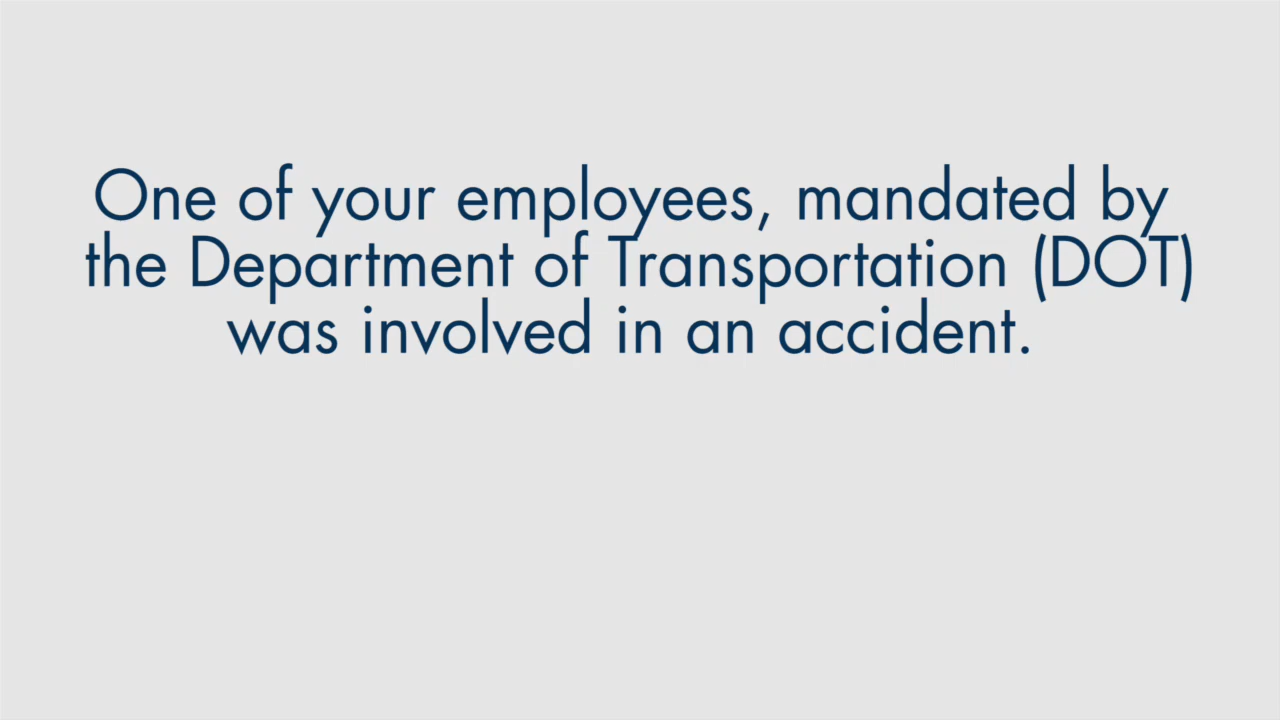 One of your employees, mandated by
the Department of Transportation (DOT)
was involved in an accident.